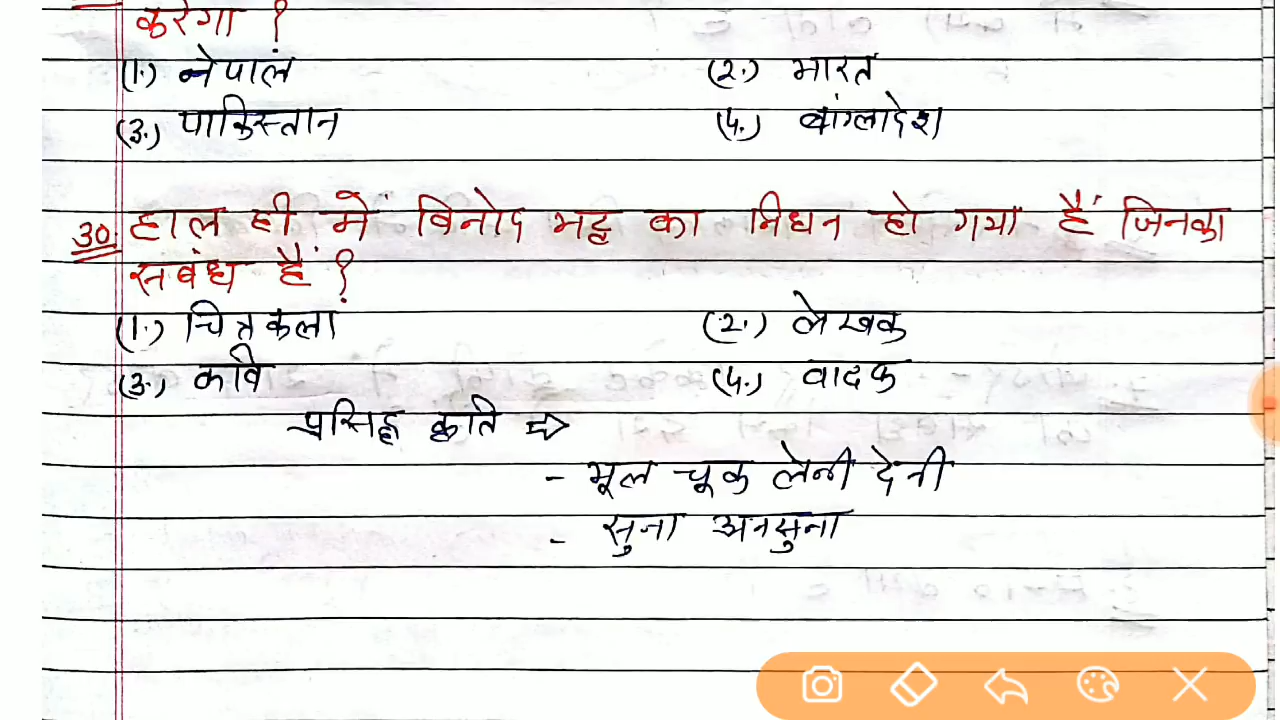 करेगा ?
(1.) नेपाल (2.) भारत
(3.) पाकिस्तान (4.) बांग्लादेश
30 हाल ही में विनोद भट्ट का निधन हो गया हैं जिनका
सबंध हैं ?
(1.) चित्रकला (2.) लेखक
(3.) कवि (4.) वादक
प्रसिद्ध कृति ⇒
- भूल चूक लेनी देनी
- सुना अनसुना